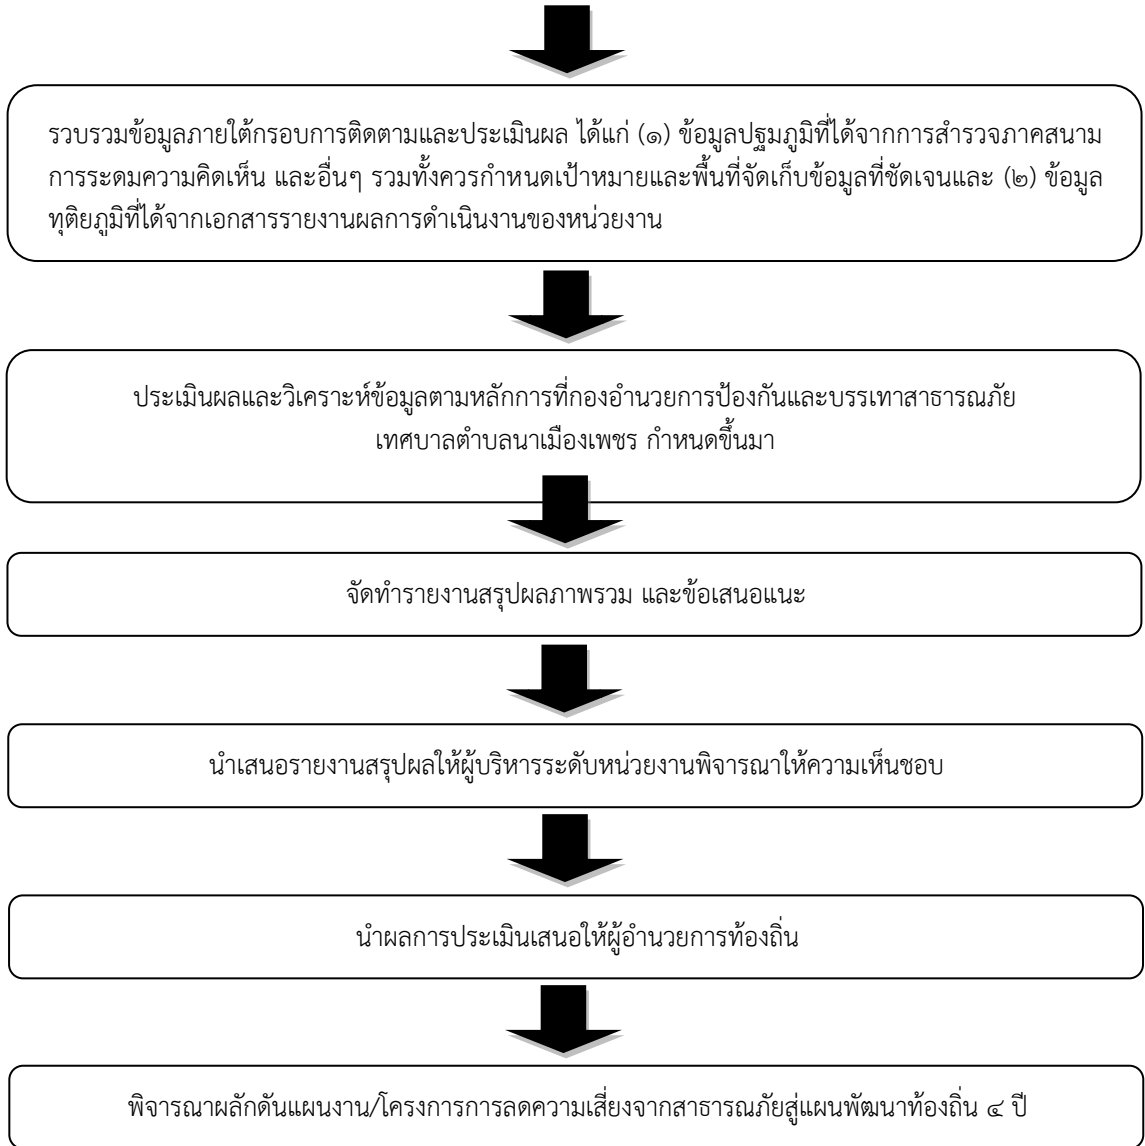 รวบรวมข้อมูลภายใต้กรอบการติดตามและประเมินผล ได้แก่ (๑) ข้อมูลปฐมภูมิที่ได้จากการสำรวจภาคสนาม
การระดมความคิดเห็น และอื่นๆ รวมทั้งควรกำหนดเป้าหมายและพื้นที่จัดเก็บข้อมูลที่ชัดเจนและ (๒) ข้อมูล
ทุติยภูมิที่ได้จากเอกสารรายงานผลการดำเนินงานของหน่วยงาน
ประเมินผลและวิเคราะห์ข้อมูลตามหลักการที่กองอำนวยการป้องกันและบรรเทาสาธารณภัย
เทศบาลตำบลนาเมืองเพชร กำหนดขึ้นมา
จัดทำรายงานสรุปผลภาพรวม และข้อเสนอแนะ
นำเสนอรายงานสรุปผลให้ผู้บริหารระดับหน่วยงานพิจารณาให้ความเห็นชอบ
นำผลการประเมินเสนอให้ผู้อำนวยการท้องถิ่น
พิจารณาผลักดันแผนงาน/โครงการการลดความเสี่ยงจากสาธารณภัยสู่แผนพัฒนาท้องถิ่น ๔ ปี